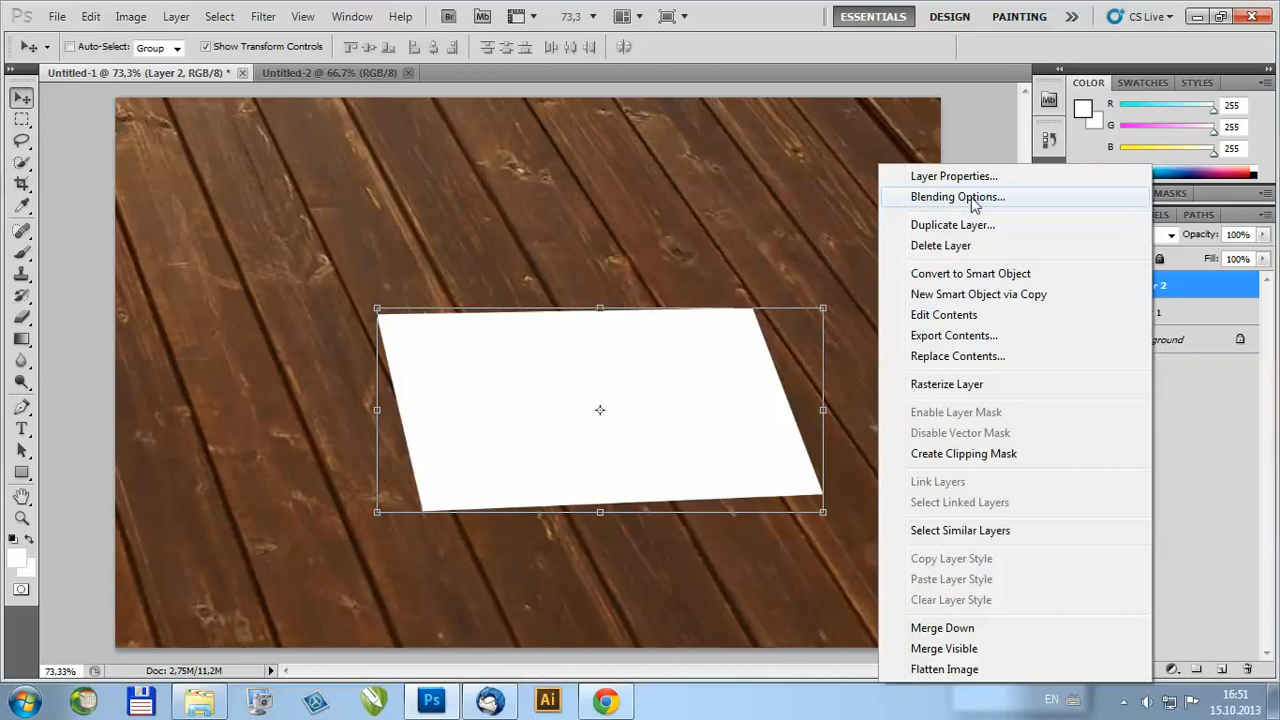 Ps File Edit Image Layer Select Filter View Window Help Br Mb 73,3 ESSENTIALS DESIGN PAINTING CS Live
Auto-Select: Group Show Transform Controls
Untitled-1 @ 73,3% (Layer 2, RGB/8) * Untitled-2 @ 66,7% (RGB/8)
COLOR SWATCHES STYLES
Mb
R 255
G 255
B 255
Layer Properties...
MASKS
Blending Options...
PATHS
Duplicate Layer...
Opacity: 100%
Delete Layer
Fill: 100%
Convert to Smart Object
2
New Smart Object via Copy
Edit Contents
1
Export Contents...
ground
Replace Contents...
Rasterize Layer
Enable Layer Mask
Disable Vector Mask
Create Clipping Mask
Link Layers
Select Linked Layers
Select Similar Layers
Copy Layer Style
Paste Layer Style
Clear Layer Style
Merge Down
Merge Visible
Flatten Image
73,33% Doc: 2,75M/11,2M
Ps Ai EN 16:51
15.10.2013